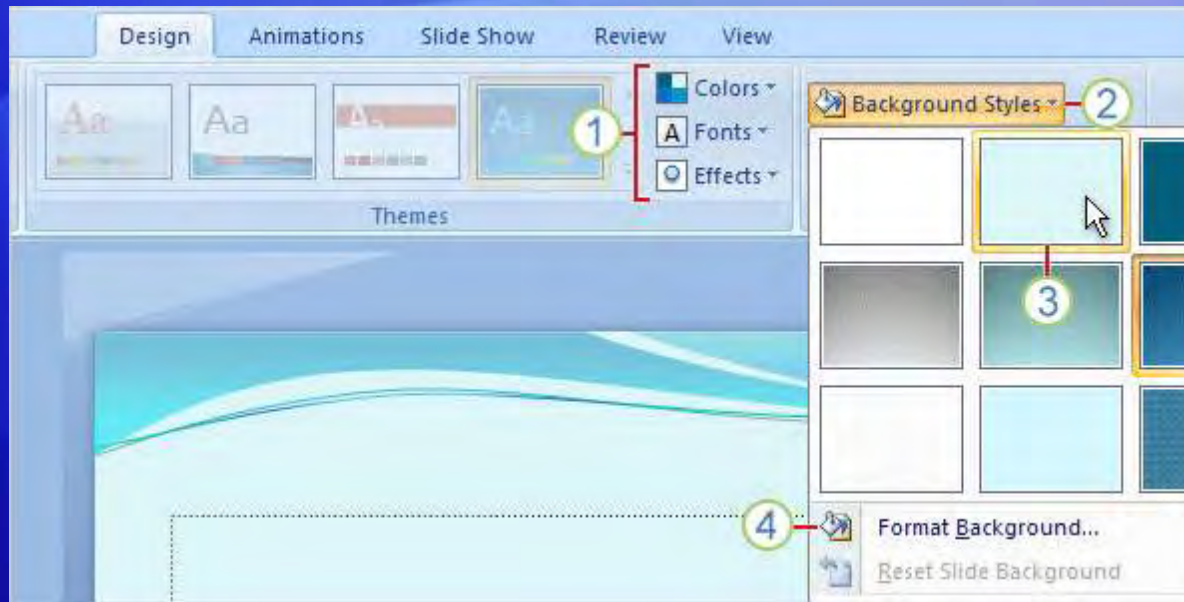 Design Animations Slide Show Review View
Aa Aa Aa Aa
1
Colors
Fonts
Effects
Themes
Background Styles 2
3
4 Format Background...
Reset Slide Background